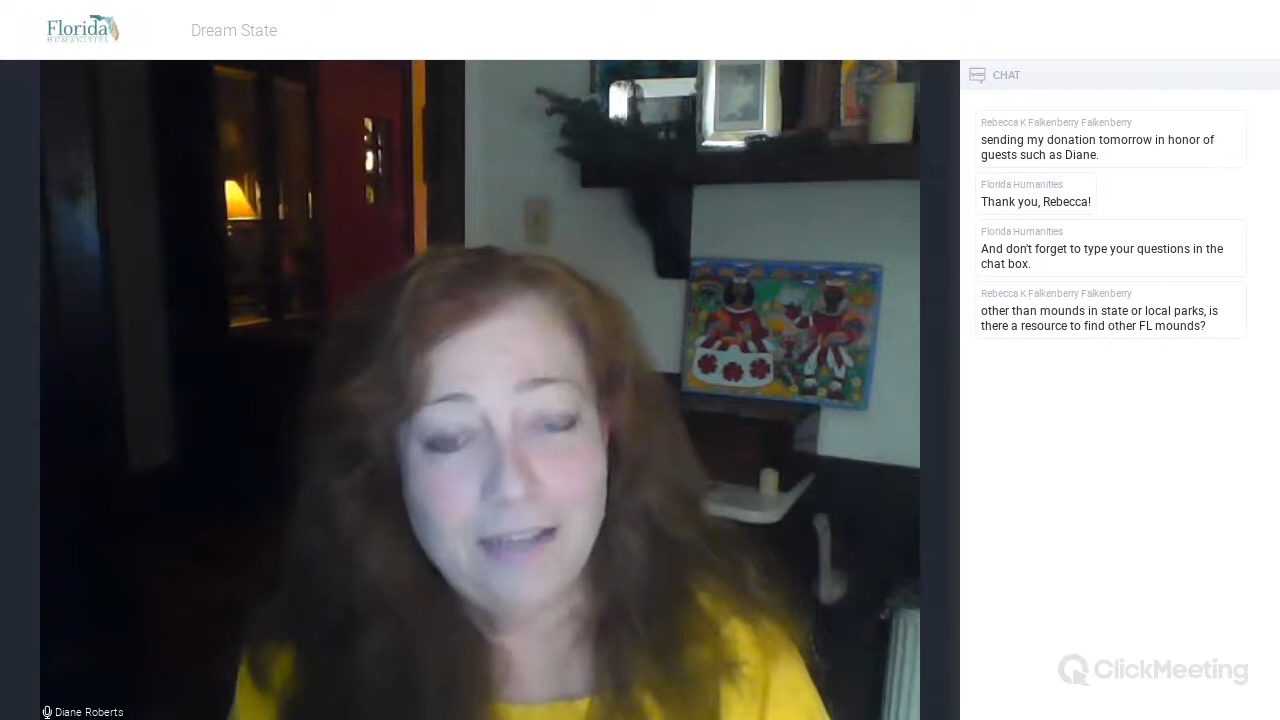 Florida
HUMANITIES
Dream State
CHAT
Rebecca K Falkenberry Falkenberry
sending my donation tomorrow in honor of
guests such as Diane.
Florida Humanities
Thank you, Rebecca!
Florida Humanities
And don't forget to type your questions in the
chat box.
Rebecca K Falkenberry Falkenberry
other than mounds in state or local parks, is
there a resource to find other FL mounds?
ClickMeeting
Diane Roberts